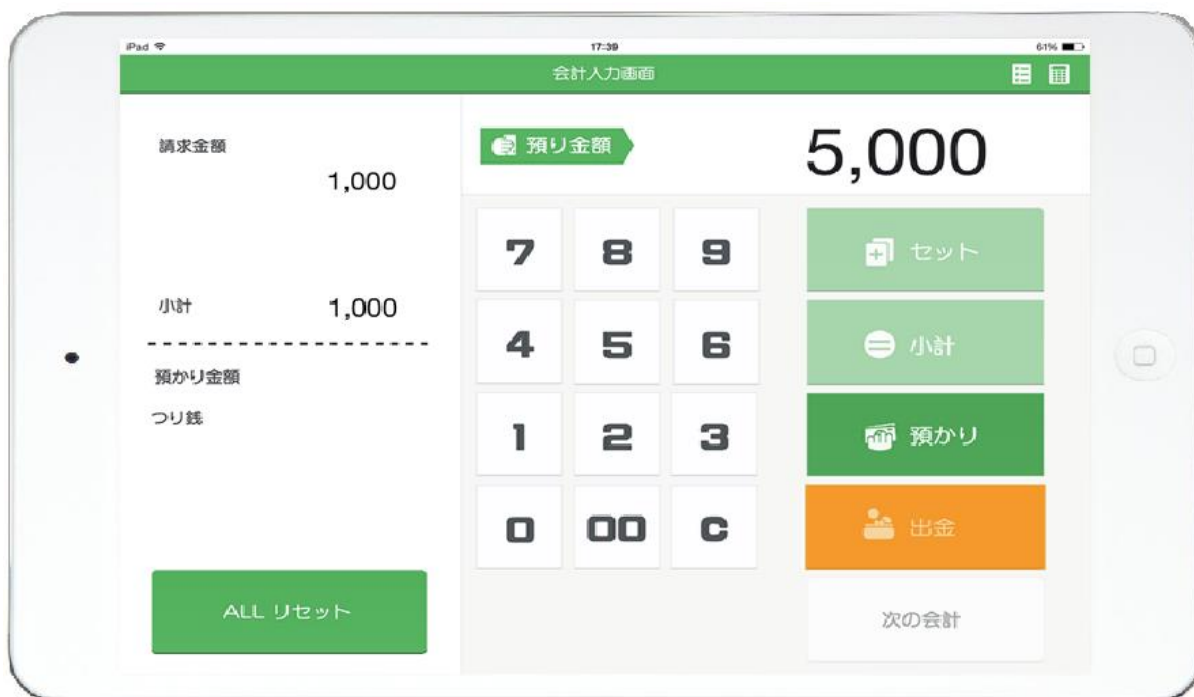 iPad 17:39 61%
会計入力画面
請求金額
1,000
小計 1,000
預かり金額
つり銭
ALL リセット
預り金額 5,000
7 8 9
4 5 6
1 2 3
0 00 C
セット
小計
預かり
出金
次の会計